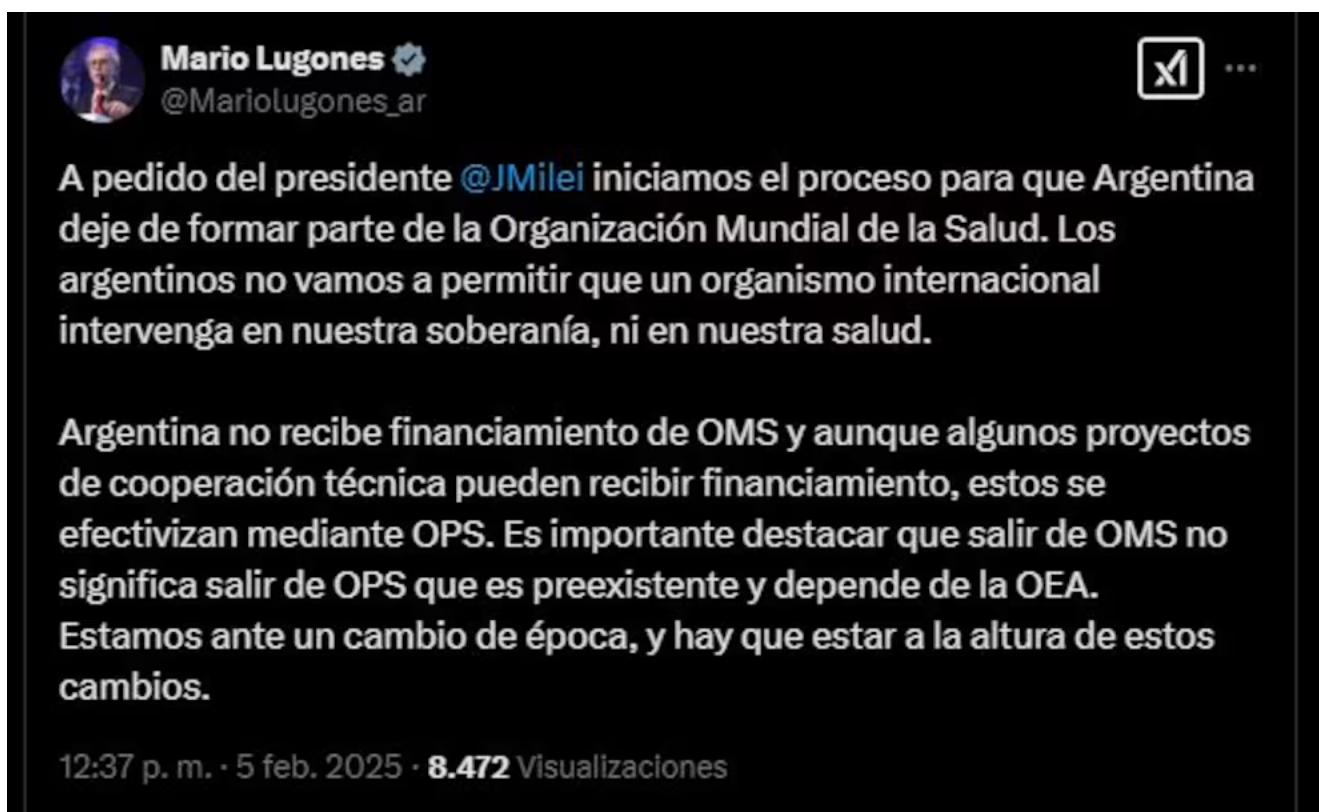 Mario Lugones
@Mariolugones_ar
A pedido del presidente @JMilei iniciamos el proceso para que Argentina
deje de formar parte de la Organización Mundial de la Salud. Los
argentinos no vamos a permitir que un organismo internacional
intervenga en nuestra soberanía, ni en nuestra salud.
Argentina no recibe financiamiento de OMS y aunque algunos proyectos
de cooperación técnica pueden recibir financiamiento, estos se
efectivizan mediante OPS. Es importante destacar que salir de OMS no
significa salir de OPS que es preexistente y depende de la OEA.
Estamos ante un cambio de época, y hay que estar a la altura de estos
cambios.
12:37 p. m. · 5 feb. 2025 · 8.472 Visualizaciones